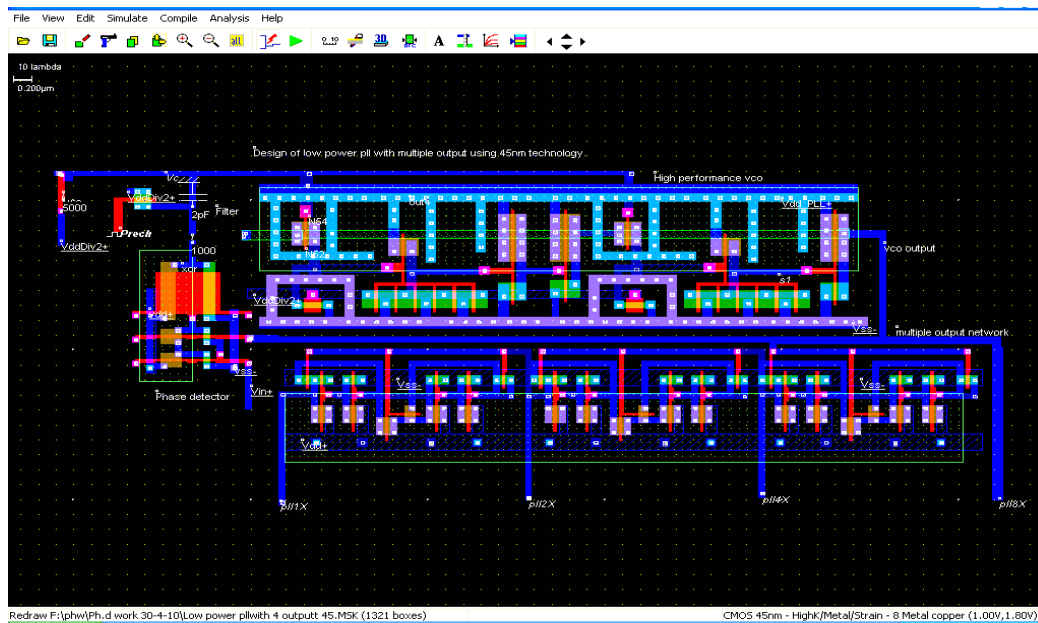 File View Edit Simulate Compile Analysis Help
all
3D
A
10 lambda
0.200µm
Design of low power pll with multiple output using 45nm technology..
Vc
High performance vco
VddDiv2+
Vdd_PLL+
5000
2pF
Filter
N54
Prech
VddDiv2+
1000
N62
vco output
xor
s1
VddDiv2+
Vdd+
Vss-
multiple output network.
Vss-
Vin+
Vss-
Vss-
Phase detector
Vdd+
pll1X
pll2X
pll4X
pll8X
Redraw F:\phw\Ph.d work 30-4-10\Low power pllwith 4 outputt 45.MSK (1321 boxes)
CMOS 45nm - HighK/Metal/Strain - 8 Metal copper (1.00V,1.80V)